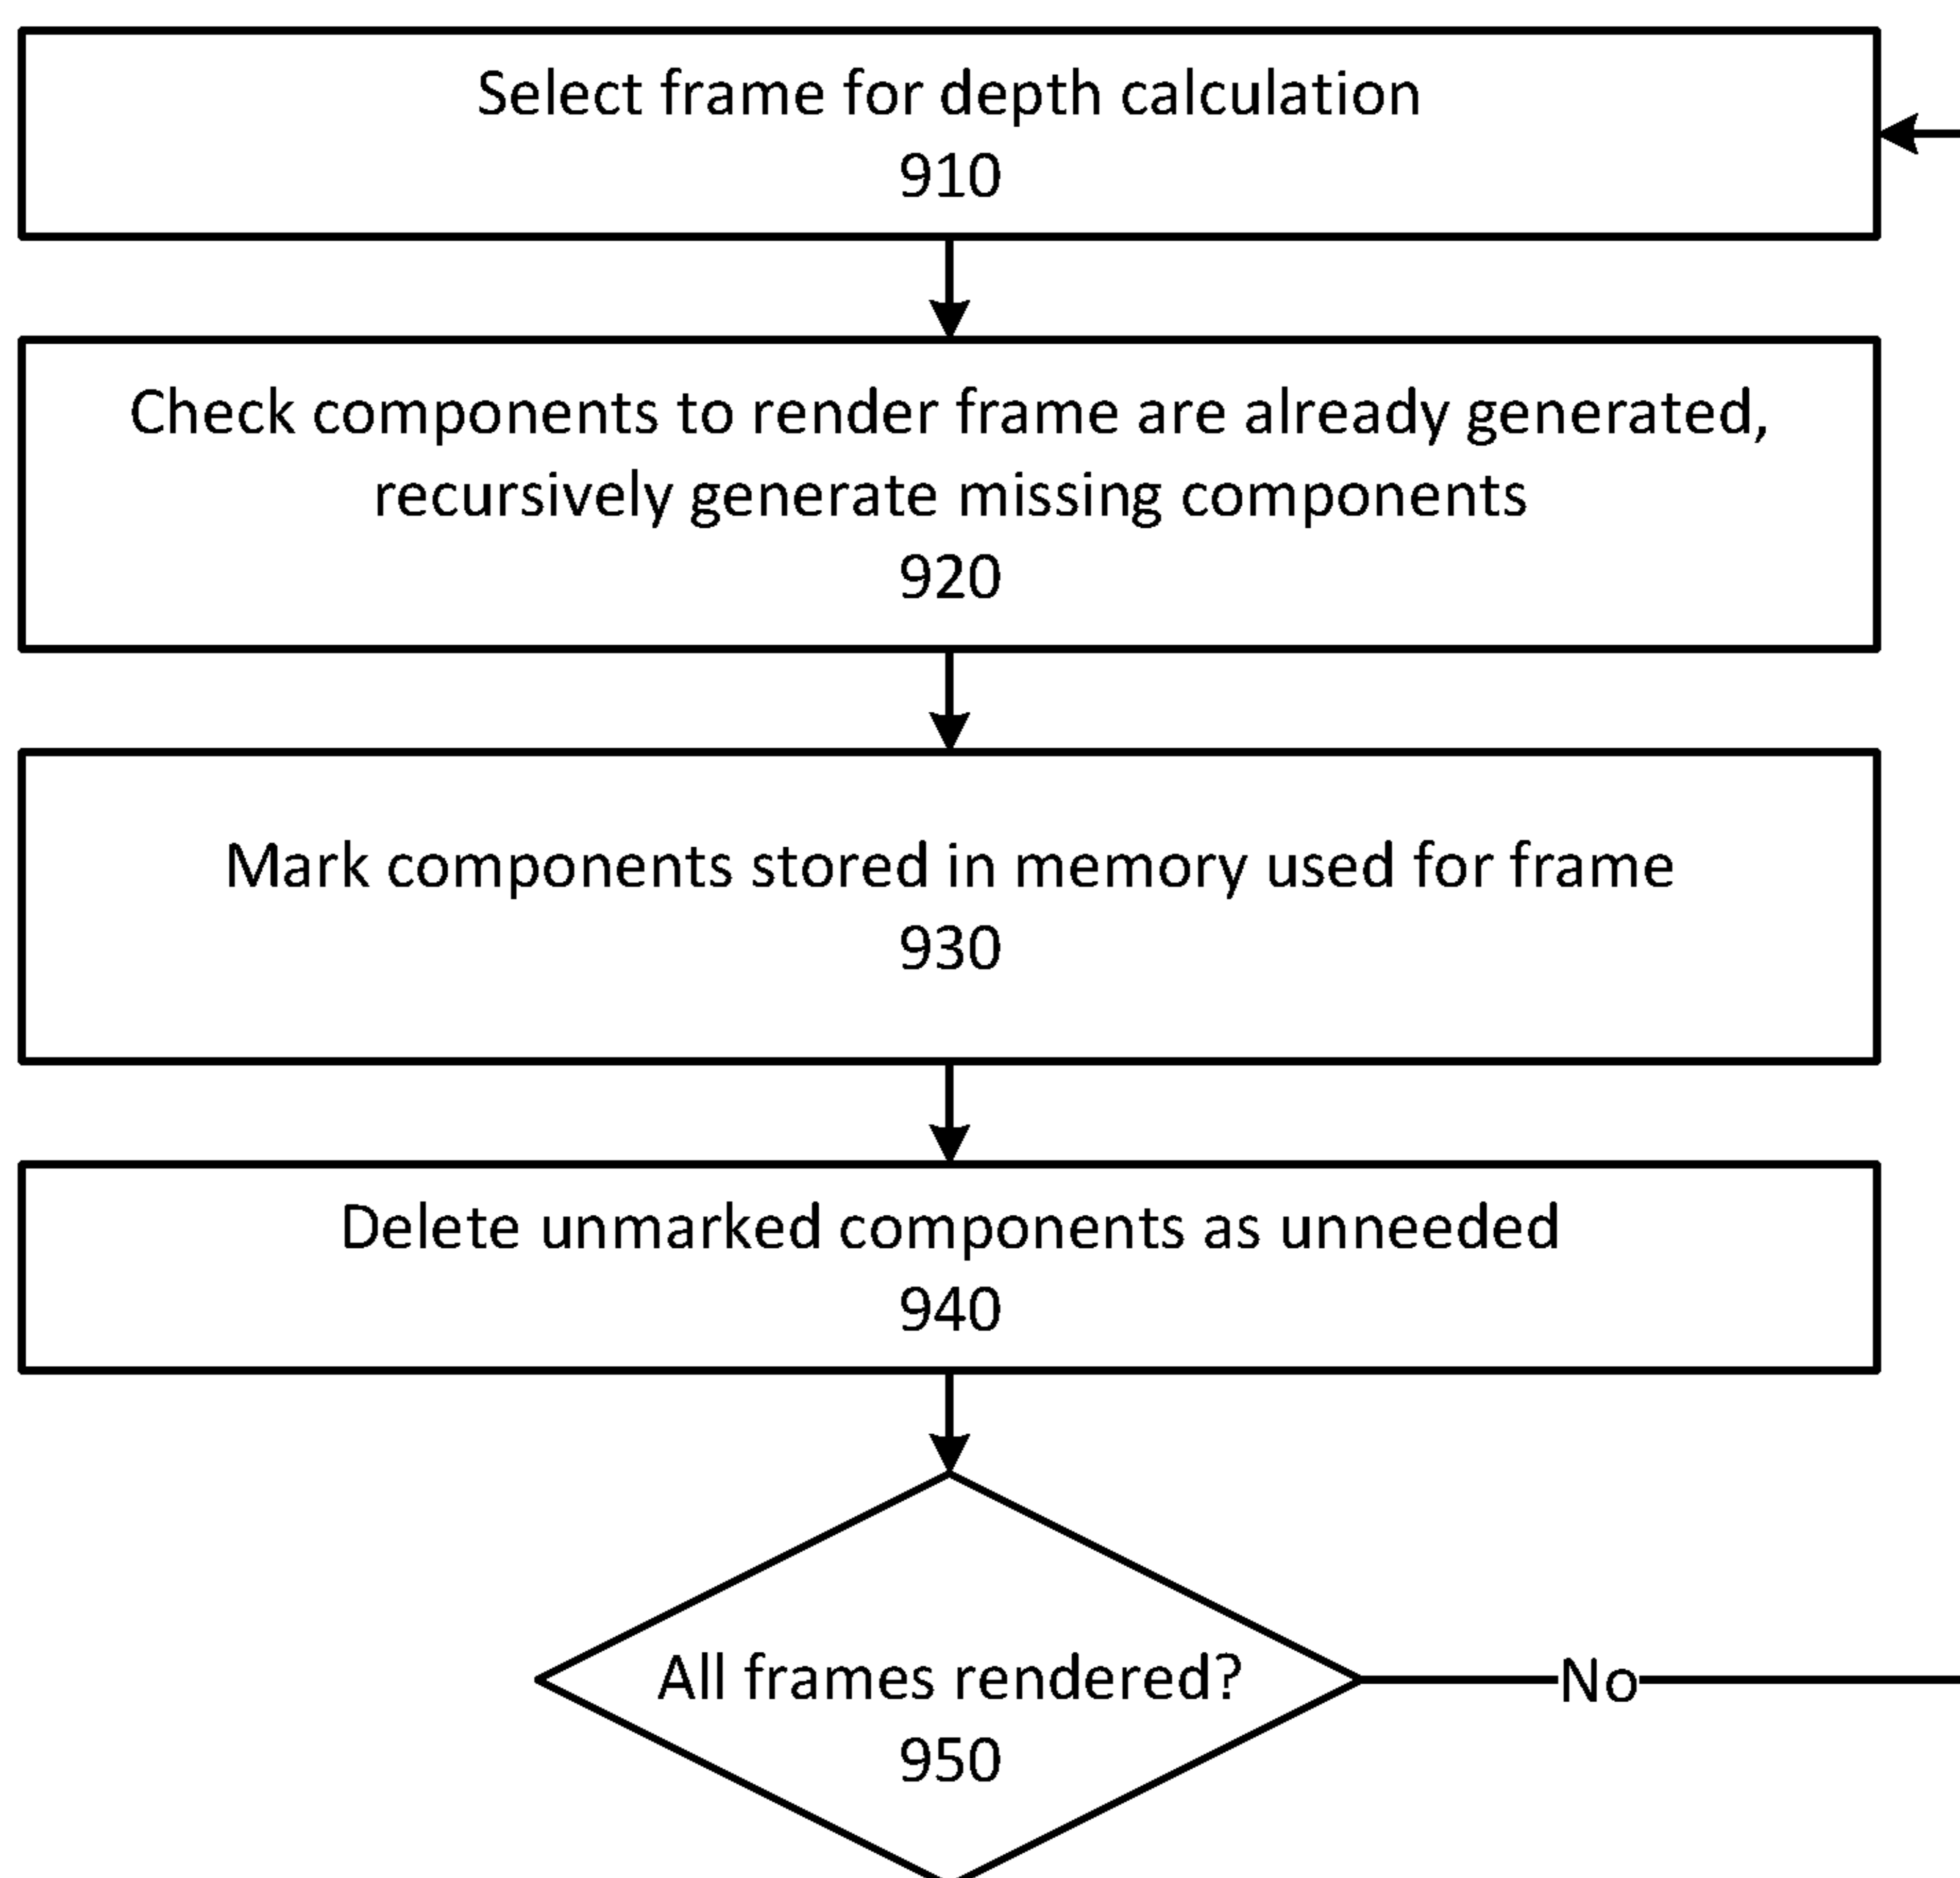 Select frame for depth calculation
910
Check components to render frame are already generated,
recursively generate missing components
920
Mark components stored in memory used for frame
930
Delete unmarked components as unneeded
940
All frames rendered?
No
950